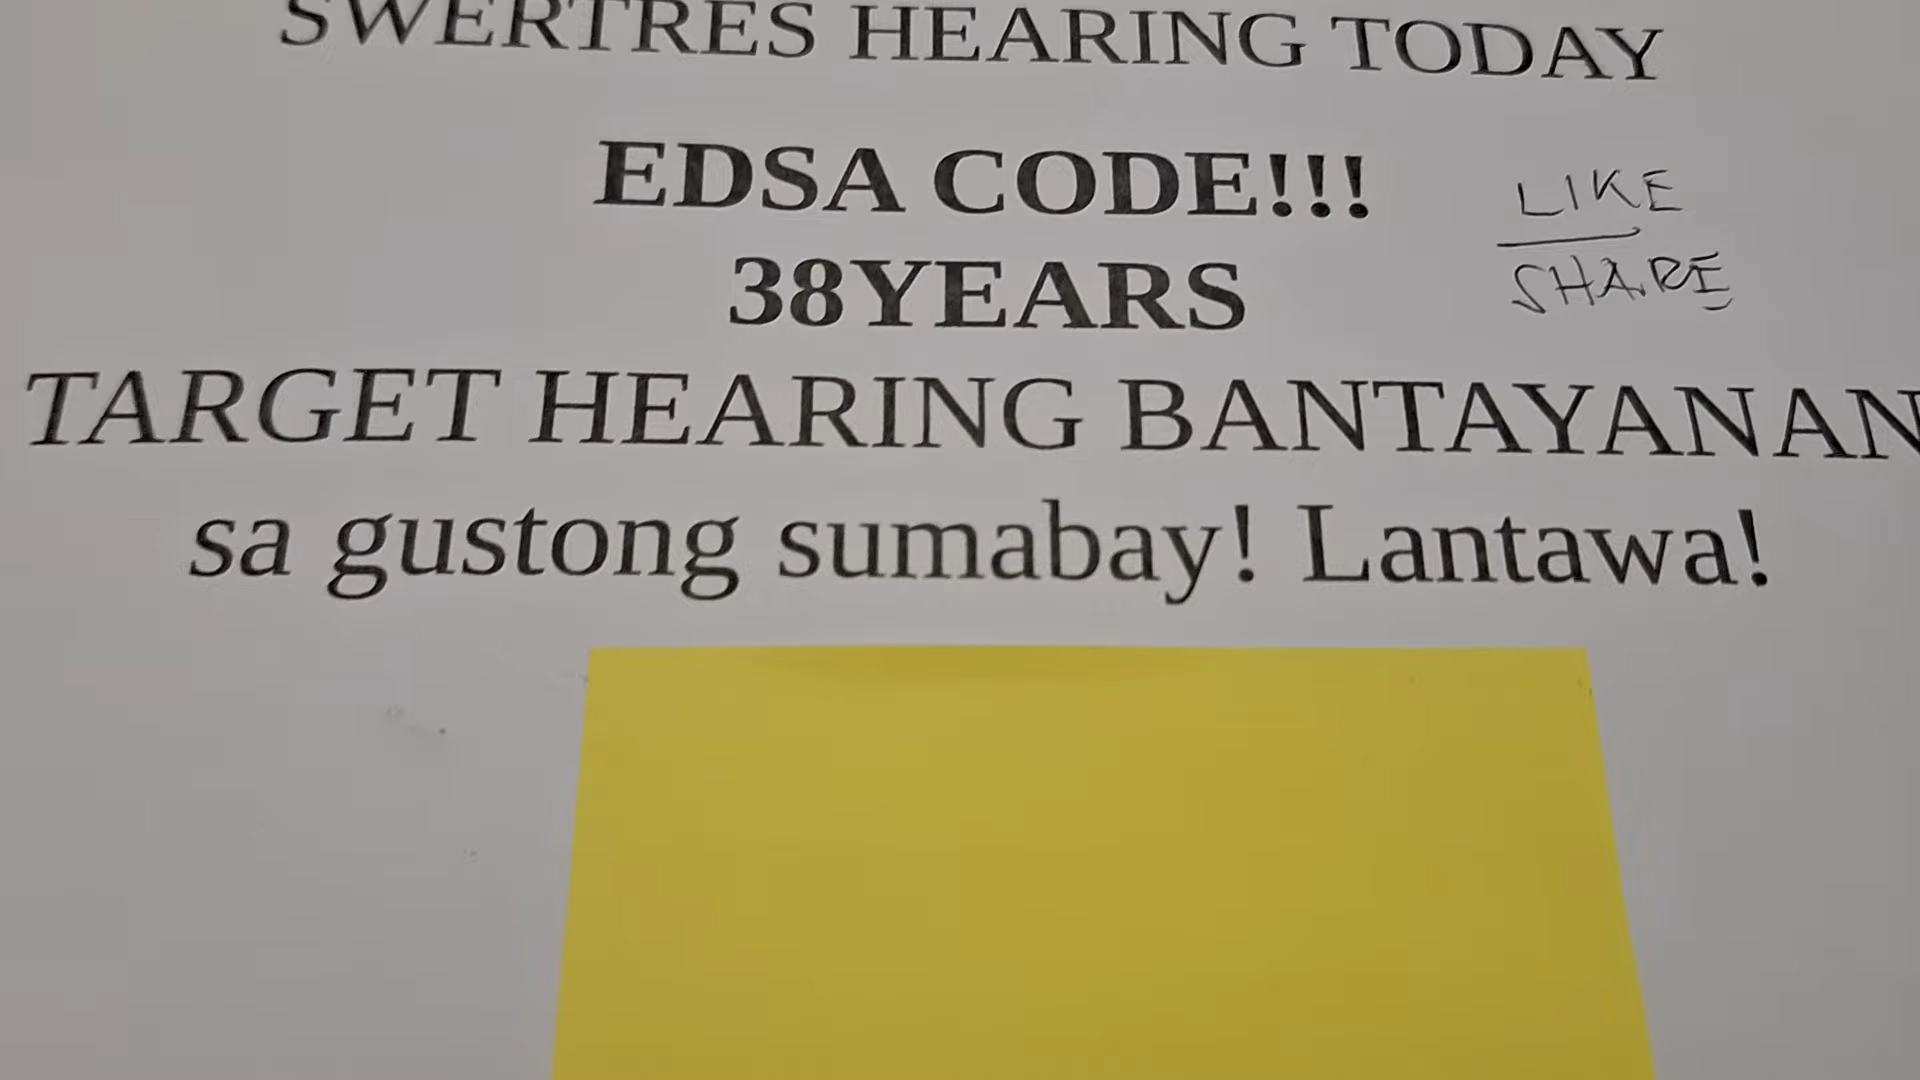 SWERTRES HEARING TODAY
EDSA CODE!!!
38YEARS
LIKE
SHARE
TARGET HEARING BANTAYANAN
sa gustong sumabay! Lantawa!